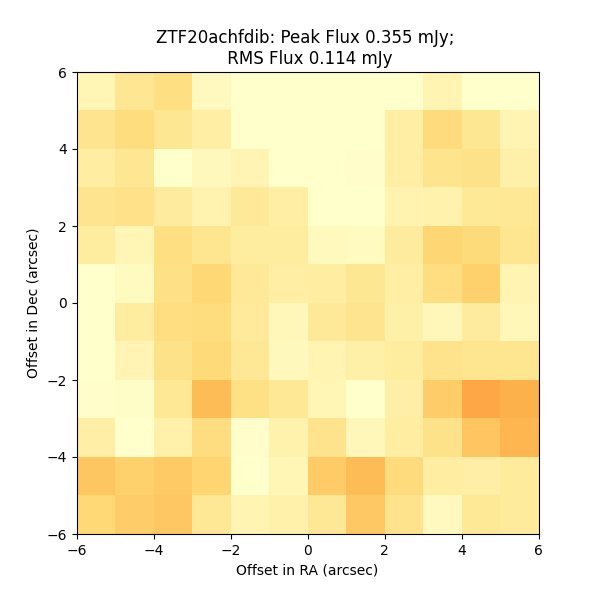 ZTF20achfdib: Peak Flux 0.355 mJy;
RMS Flux 0.114 mJy
6
4
2
0
−2
−4
−6
Offset in Dec (arcsec)
−6 −4 −2 0 2 4 6
Offset in RA (arcsec)